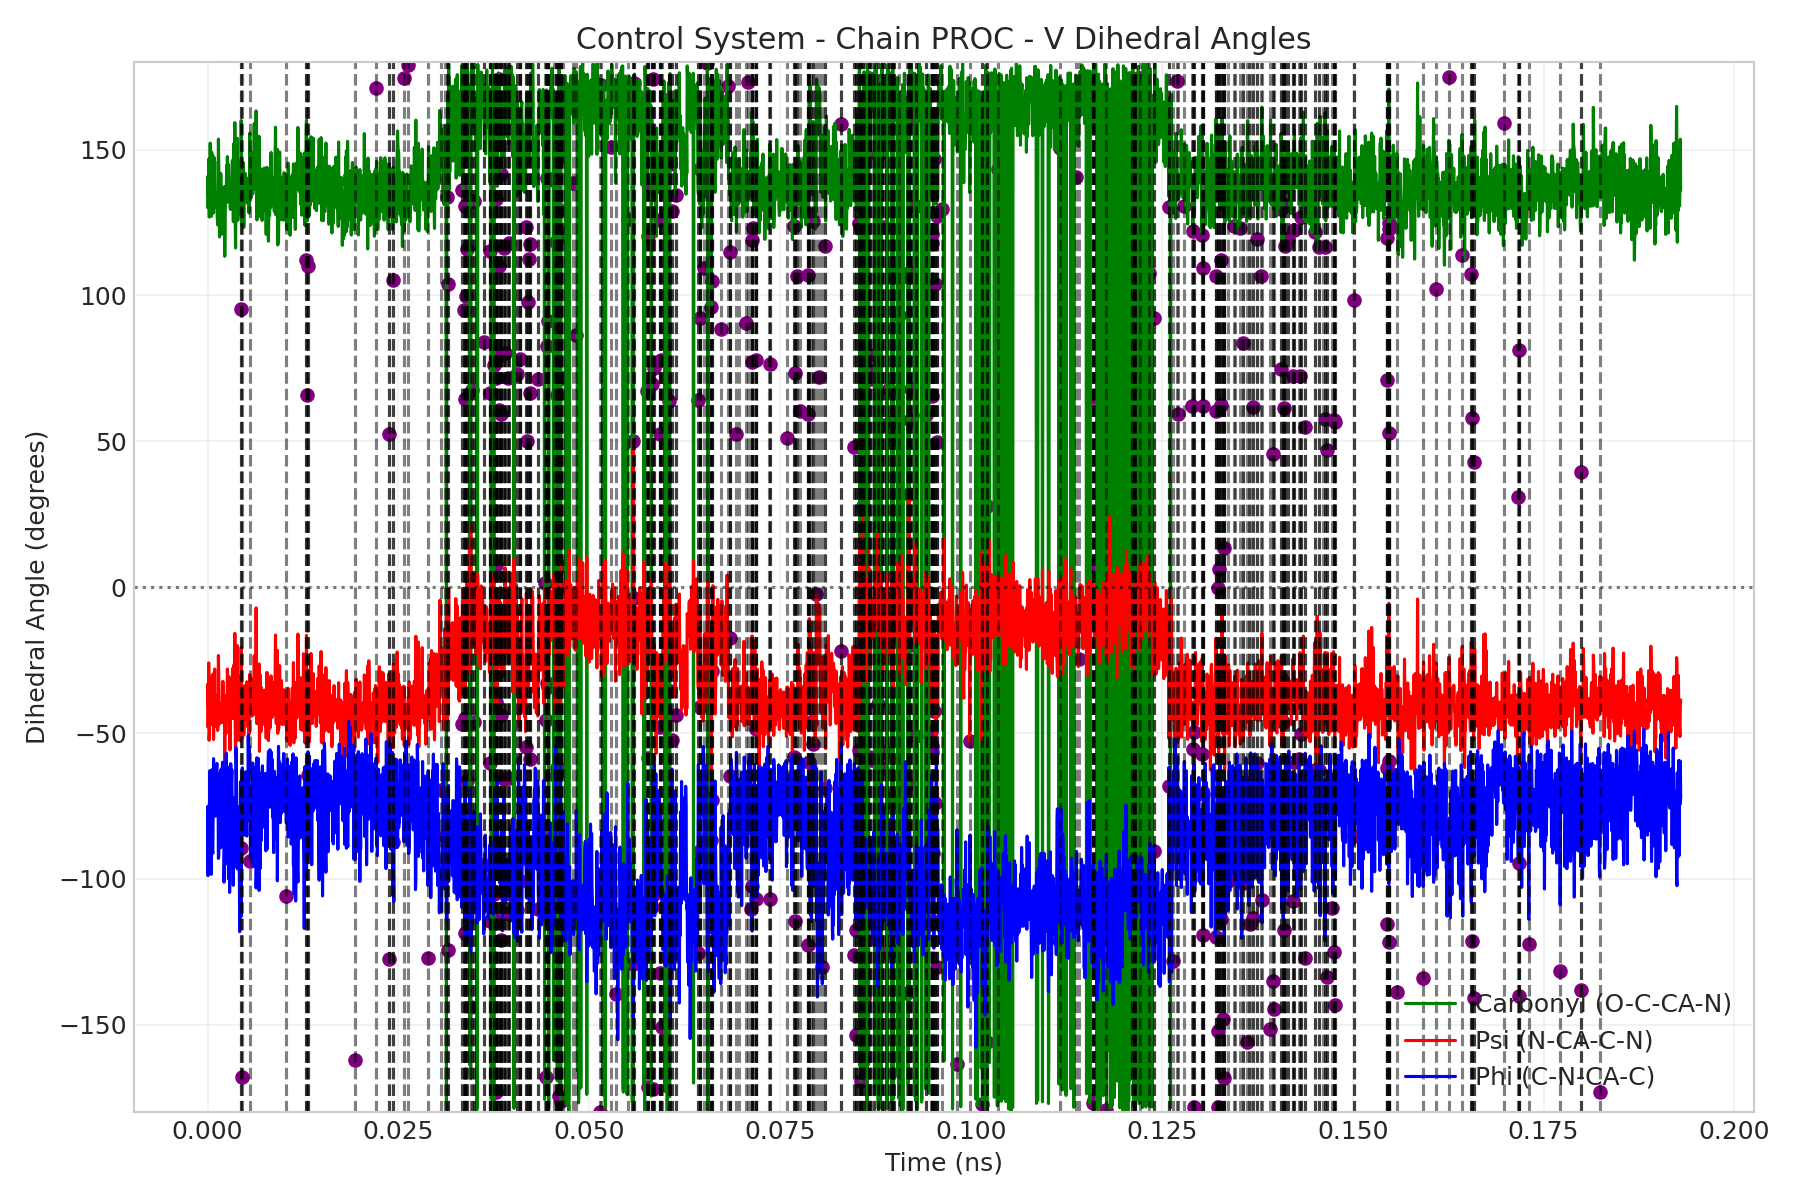 Control System - Chain PROC - V Dihedral Angles
Dihedral Angle (degrees)
150
100
50
0
−50
−100
−150
Carbonyl (O-C-CA-N)
Psi (N-CA-C-N)
Phi (C-N-CA-C)
0.000 0.025 0.050 0.075 0.100 0.125 0.150 0.175 0.200
Time (ns)